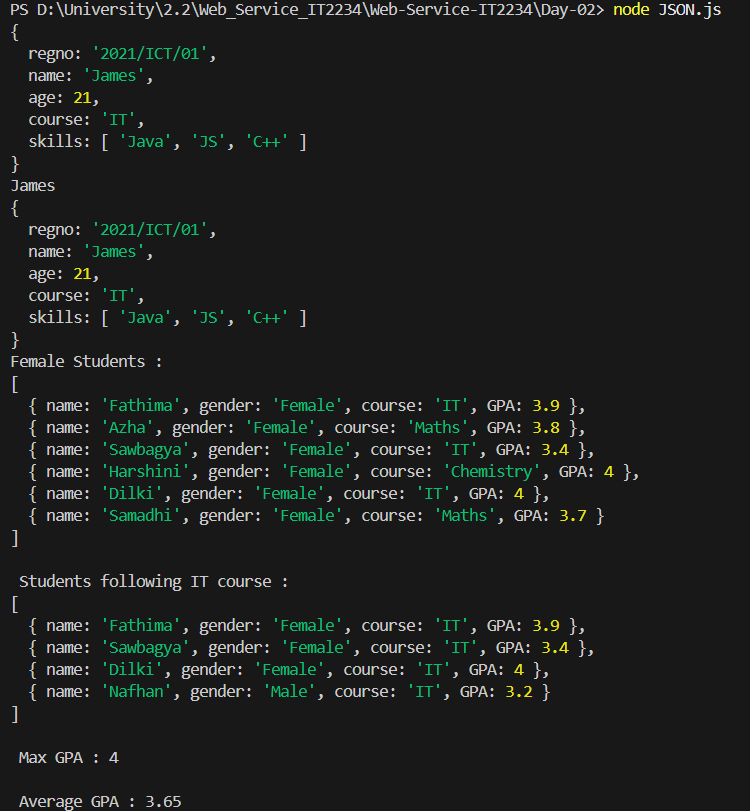 PS D:\University\2.2\Web_Service_IT2234\Web-Service-IT2234\Day-02> node JSON.js
{
  regno: '2021/ICT/01',
  name: 'James',
  age: 21,
  course: 'IT',
  skills: [ 'Java', 'JS', 'C++' ]
}
James
{
  regno: '2021/ICT/01',
  name: 'James',
  age: 21,
  course: 'IT',
  skills: [ 'Java', 'JS', 'C++' ]
}
Female Students :
[
  { name: 'Fathima', gender: 'Female', course: 'IT', GPA: 3.9 },
  { name: 'Azha', gender: 'Female', course: 'Maths', GPA: 3.8 },
  { name: 'Sawbagya', gender: 'Female', course: 'IT', GPA: 3.4 },
  { name: 'Harshini', gender: 'Female', course: 'Chemistry', GPA: 4 },
  { name: 'Dilki', gender: 'Female', course: 'IT', GPA: 4 },
  { name: 'Samadhi', gender: 'Female', course: 'Maths', GPA: 3.7 }
]

 Students following IT course :
[
  { name: 'Fathima', gender: 'Female', course: 'IT', GPA: 3.9 },
  { name: 'Sawbagya', gender: 'Female', course: 'IT', GPA: 3.4 },
  { name: 'Dilki', gender: 'Female', course: 'IT', GPA: 4 },
  { name: 'Nafhan', gender: 'Male', course: 'IT', GPA: 3.2 }
]

 Max GPA : 4

 Average GPA : 3.65